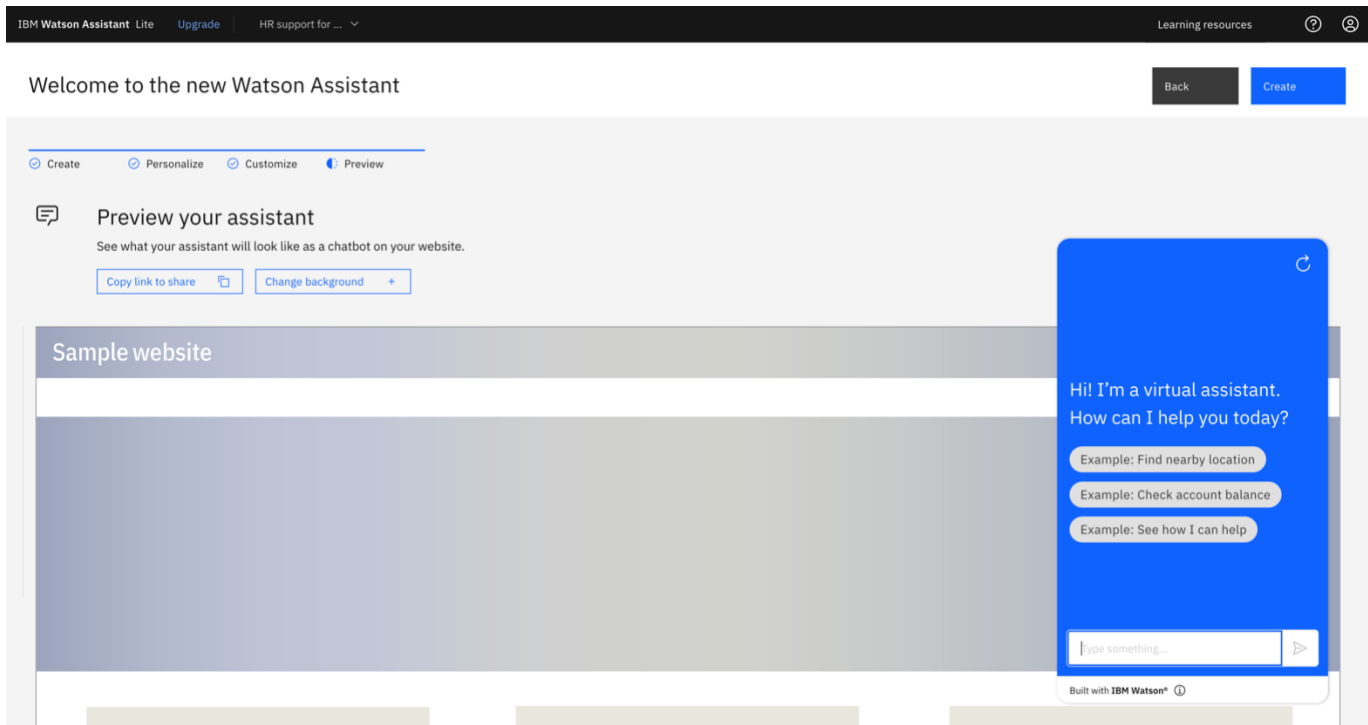 IBM Watson Assistant Lite Upgrade HR support for ... Learning resources
Welcome to the new Watson Assistant
Back Create
Create Personalize Customize Preview
Preview your assistant
See what your assistant will look like as a chatbot on your website.
Copy link to share Change background +
Sample website
Hi! I'm a virtual assistant.
How can I help you today?
Example: Find nearby location
Example: Check account balance
Example: See how I can help
Type something...
Built with IBM Watson®